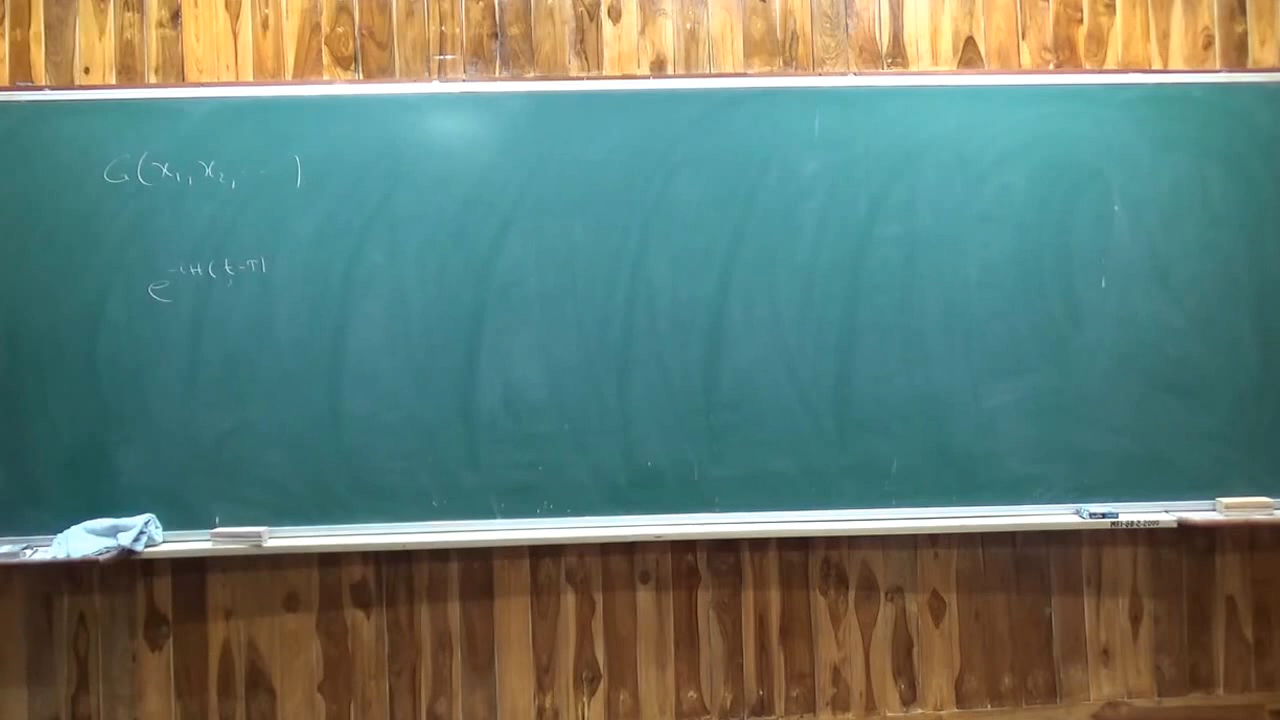 G(x₁, x₂, ⋯)
e^{-iH(t-T)}